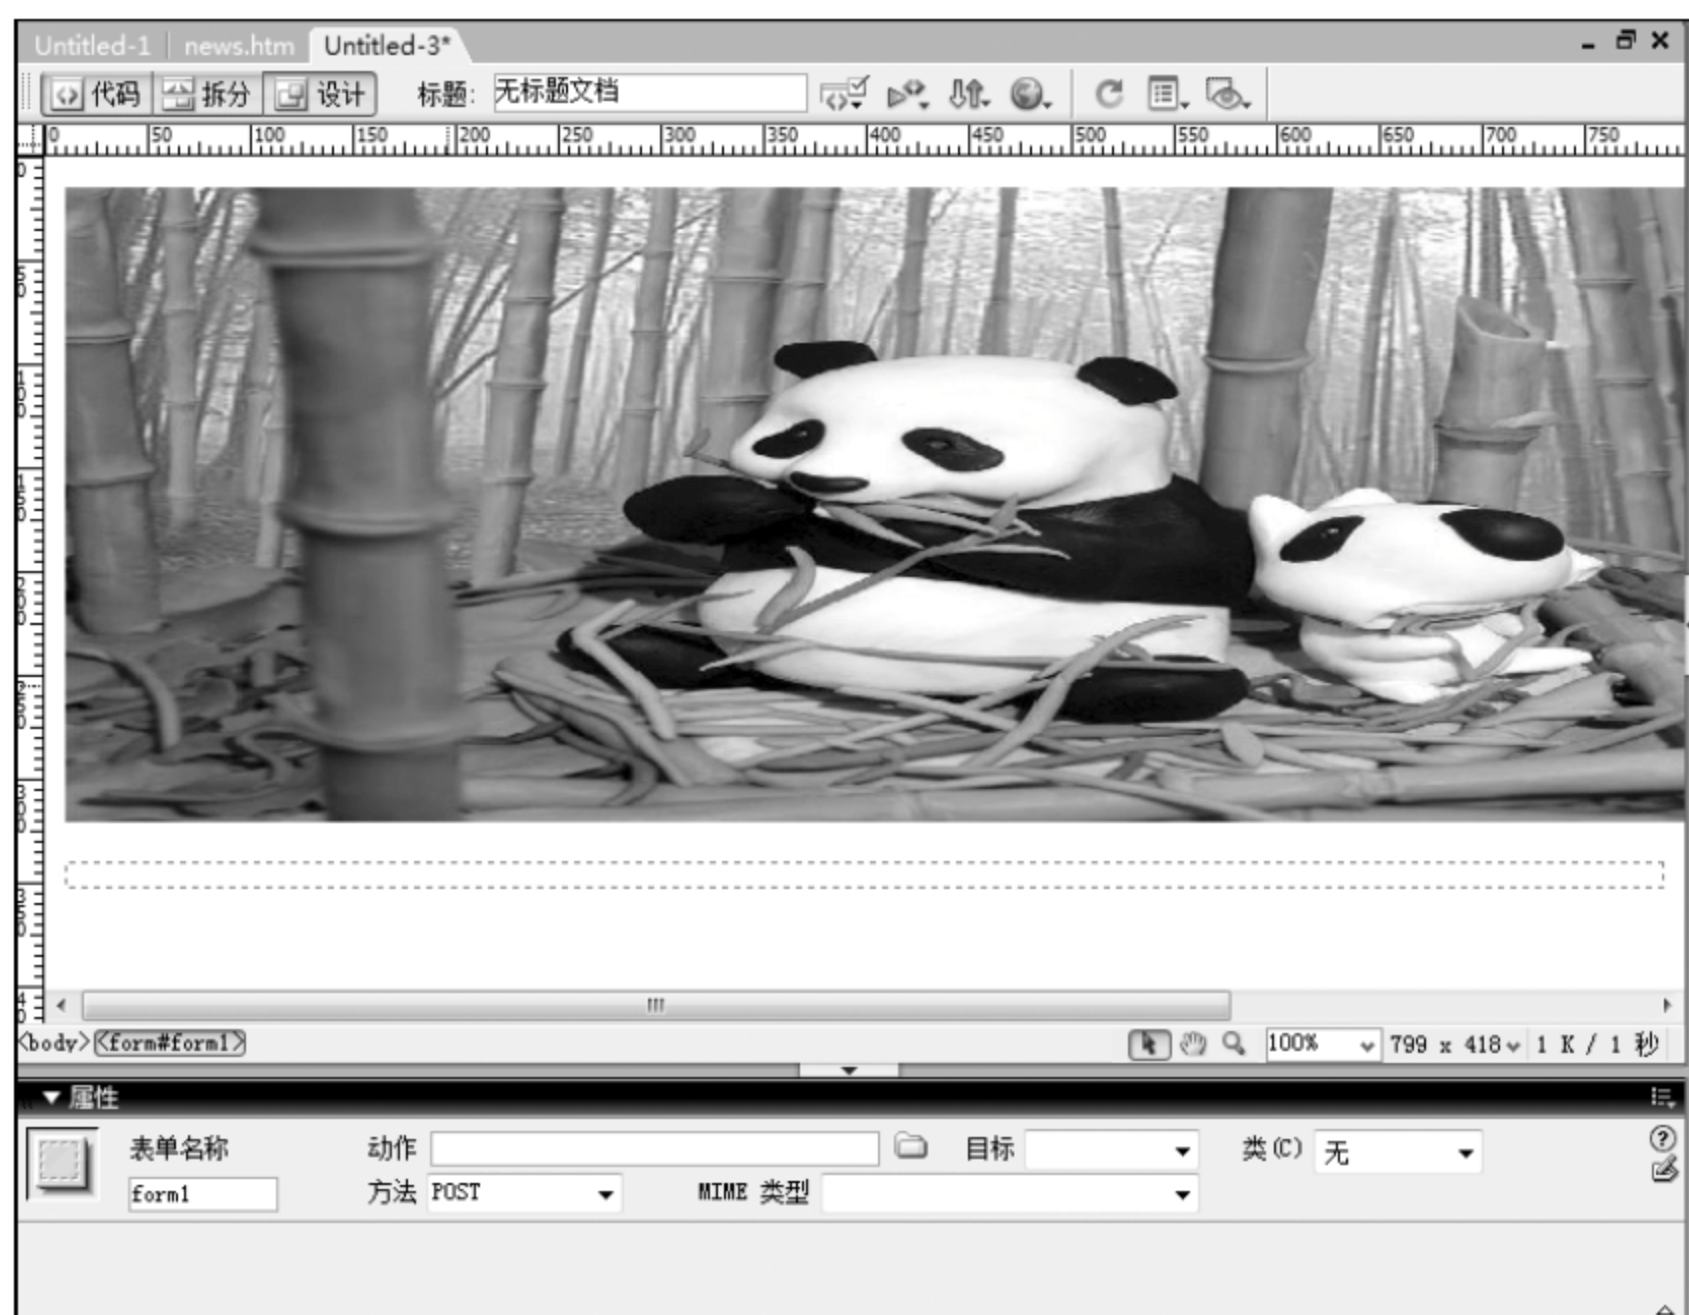 Untitled-1 news.htm Untitled-3*
代码 拆分 设计 标题: 无标题文档
0 50 100 150 200 250 300 350 400 450 500 550 600 650 700 750
<body> <form#form1> 100% 799 x 418 1 K / 1 秒
属性
表单名称 动作 目标 类(C) 无
form1 方法 POST MIME 类型